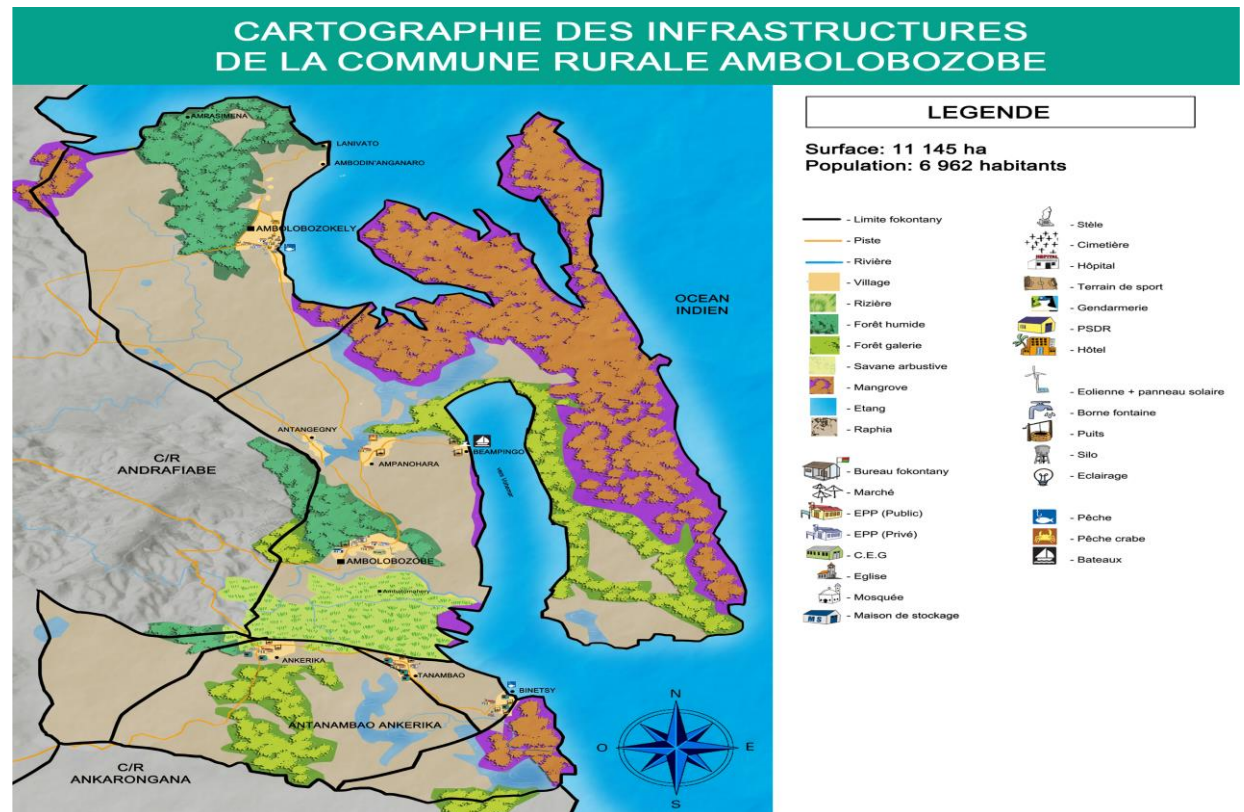 CARTOGRAPHIE DES INFRASTRUCTURES
DE LA COMMUNE RURALE AMBOLOBOZOBE
AMPASIMENA
LANIVATO
AMBODIN'ANGANARO
AMBOLOBOZOKELY
OCEAN
INDIEN
ANTANGEGNY
C/R
ANDRAFIABE
AMPANOHARA
BEAMPINGO
AMBOLOBOZOBE
ANKERIKA
TANAMBAO
BINETSY
ANTANAMBAO ANKERIKA
C/R
ANKARONGANA
N
O
E
S
LEGENDE
Surface: 11 145 ha
Population: 6 962 habitants
- Limite fokontany
- Piste
- Rivière
- Village
- Rizière
- Forêt humide
- Forêt galerie
- Savane arbustive
- Mangrove
- Etang
- Raphia
- Bureau fokontany
- Marché
- EPP (Public)
- EPP (Privé)
- C.E.G
- Eglise
- Mosquée
MS
- Maison de stockage
- Stèle
- Cimetière
HOPITAL
- Hôpital
- Terrain de sport
- Gendarmerie
- PSDR
- Hôtel
- Eolienne + panneau solaire
- Borne fontaine
- Puits
- Silo
- Eclairage
- Pêche
- Pêche crabe
- Bateaux